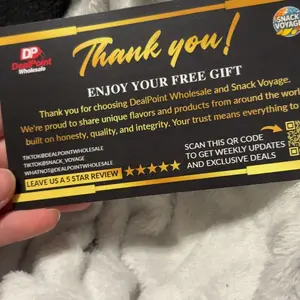 DP
DealPoint
Wholesale
SNACK
VOYAGE
Thank you!
ENJOY YOUR FREE GIFT
Thank you for choosing DealPoint Wholesale and Snack Voyage.
We're proud to share unique flavors and products from around the world
built on honesty, quality, and integrity. Your trust means everything to
TIKTOK@DEALPOINTWHOLESALE
TIKTOK@SNACK_VOYAGE
WHATNOT@DEALPOINTWHOLESALE
LEAVE US A 5 STAR REVIEW
SCAN THIS QR CODE
TO GET WEEKLY UPDATES
AND EXCLUSIVE DEALS